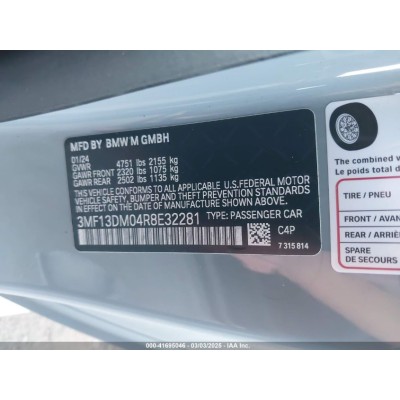 MFD BY BMW M GMBH
01/24
GVWR 4751 lbs 2155 kg
GAWR FRONT 2320 lbs 1075 kg
GAWR REAR 2502 lbs 1135 kg
THIS VEHICLE CONFORMS TO ALL APPLICABLE U.S.FEDERAL MOTOR
VEHICLE SAFETY, BUMPER, AND THEFT PREVENTION STANDARDS
IN EFFECT ON THE DATE OF MANUFACTURE SHOWN ABOVE.
3MF13DM04R8E32281 TYPE: PASSENGER CAR
C4P
7 315 814
The combined w
Le poids total d
TIRE / PNEU
FRONT / AVAN
REAR / ARRIÈR
SPARE
DE SECOURS
000-41695046 - 03/03/2025 - IAA Inc.